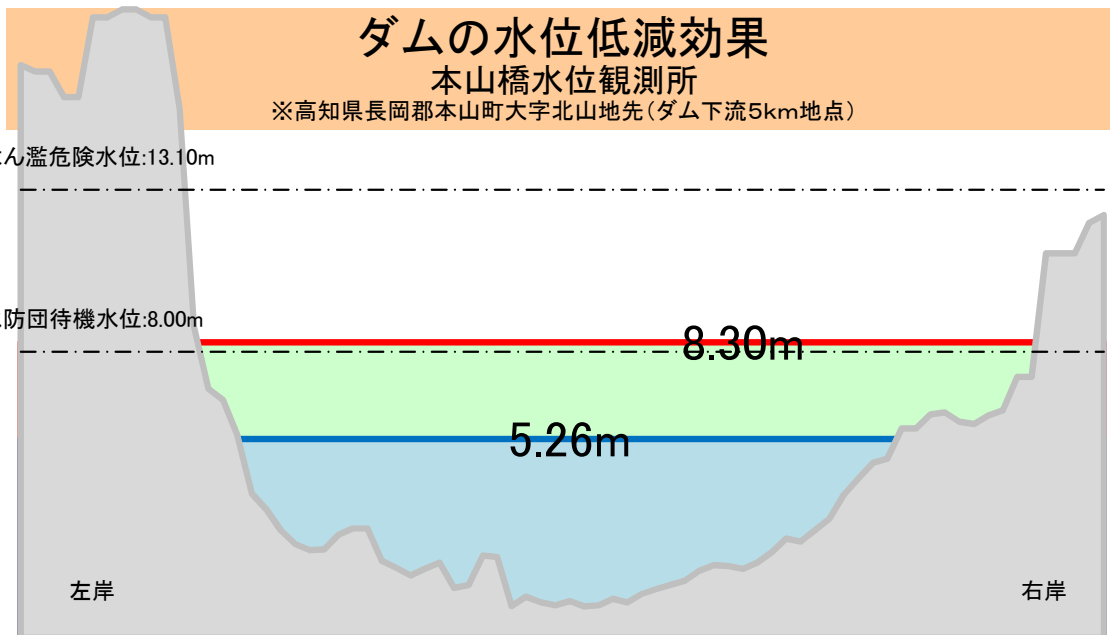 ダムの水位低減効果
本山橋水位観測所
※高知県長岡郡本山町大字北山地先(ダム下流5km地点)
ん濫危険水位:13.10m
防団待機水位:8.00m
8.30m
5.26m
左岸
右岸